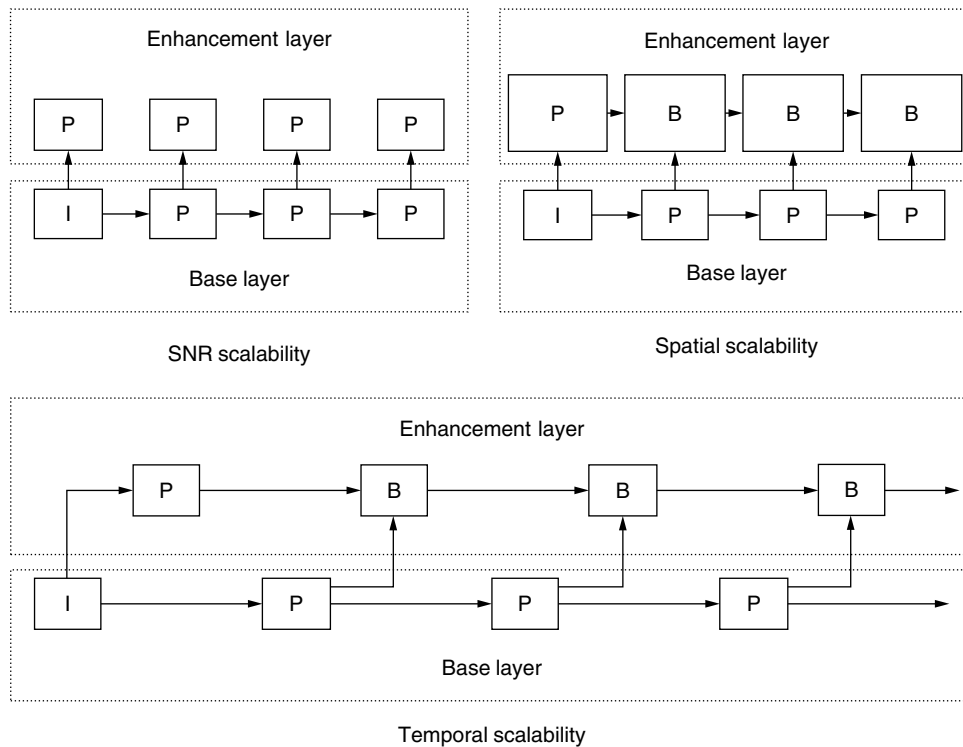 Enhancement layer
P P P P
I P P P
Base layer
SNR scalability
Enhancement layer
P B B B
I P P P
Base layer
Spatial scalability
Enhancement layer
P B B B
I P P P
Base layer
Temporal scalability